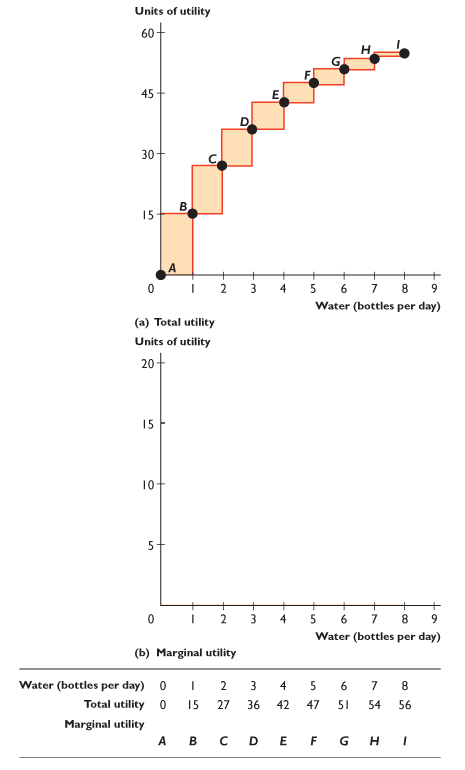 Units of utility
60
45
30
15
0
A
B
C
D
E
F
G
H
I
1 2 3 4 5 6 7 8 9
Water (bottles per day)
(a) Total utility
Units of utility
20
15
10
5
0 1 2 3 4 5 6 7 8 9
Water (bottles per day)
(b) Marginal utility
Water (bottles per day) 0 1 2 3 4 5 6 7 8
Total utility 0 15 27 36 42 47 51 54 56
Marginal utility
A B C D E F G H I